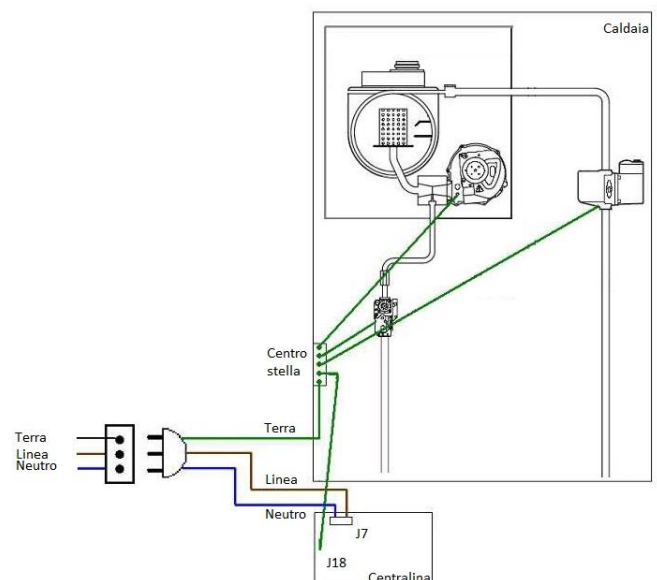 Caldaia
Centro
stella
Terra
Terra
Linea
Neutro
Linea
Neutro
J7
J18
Centralina